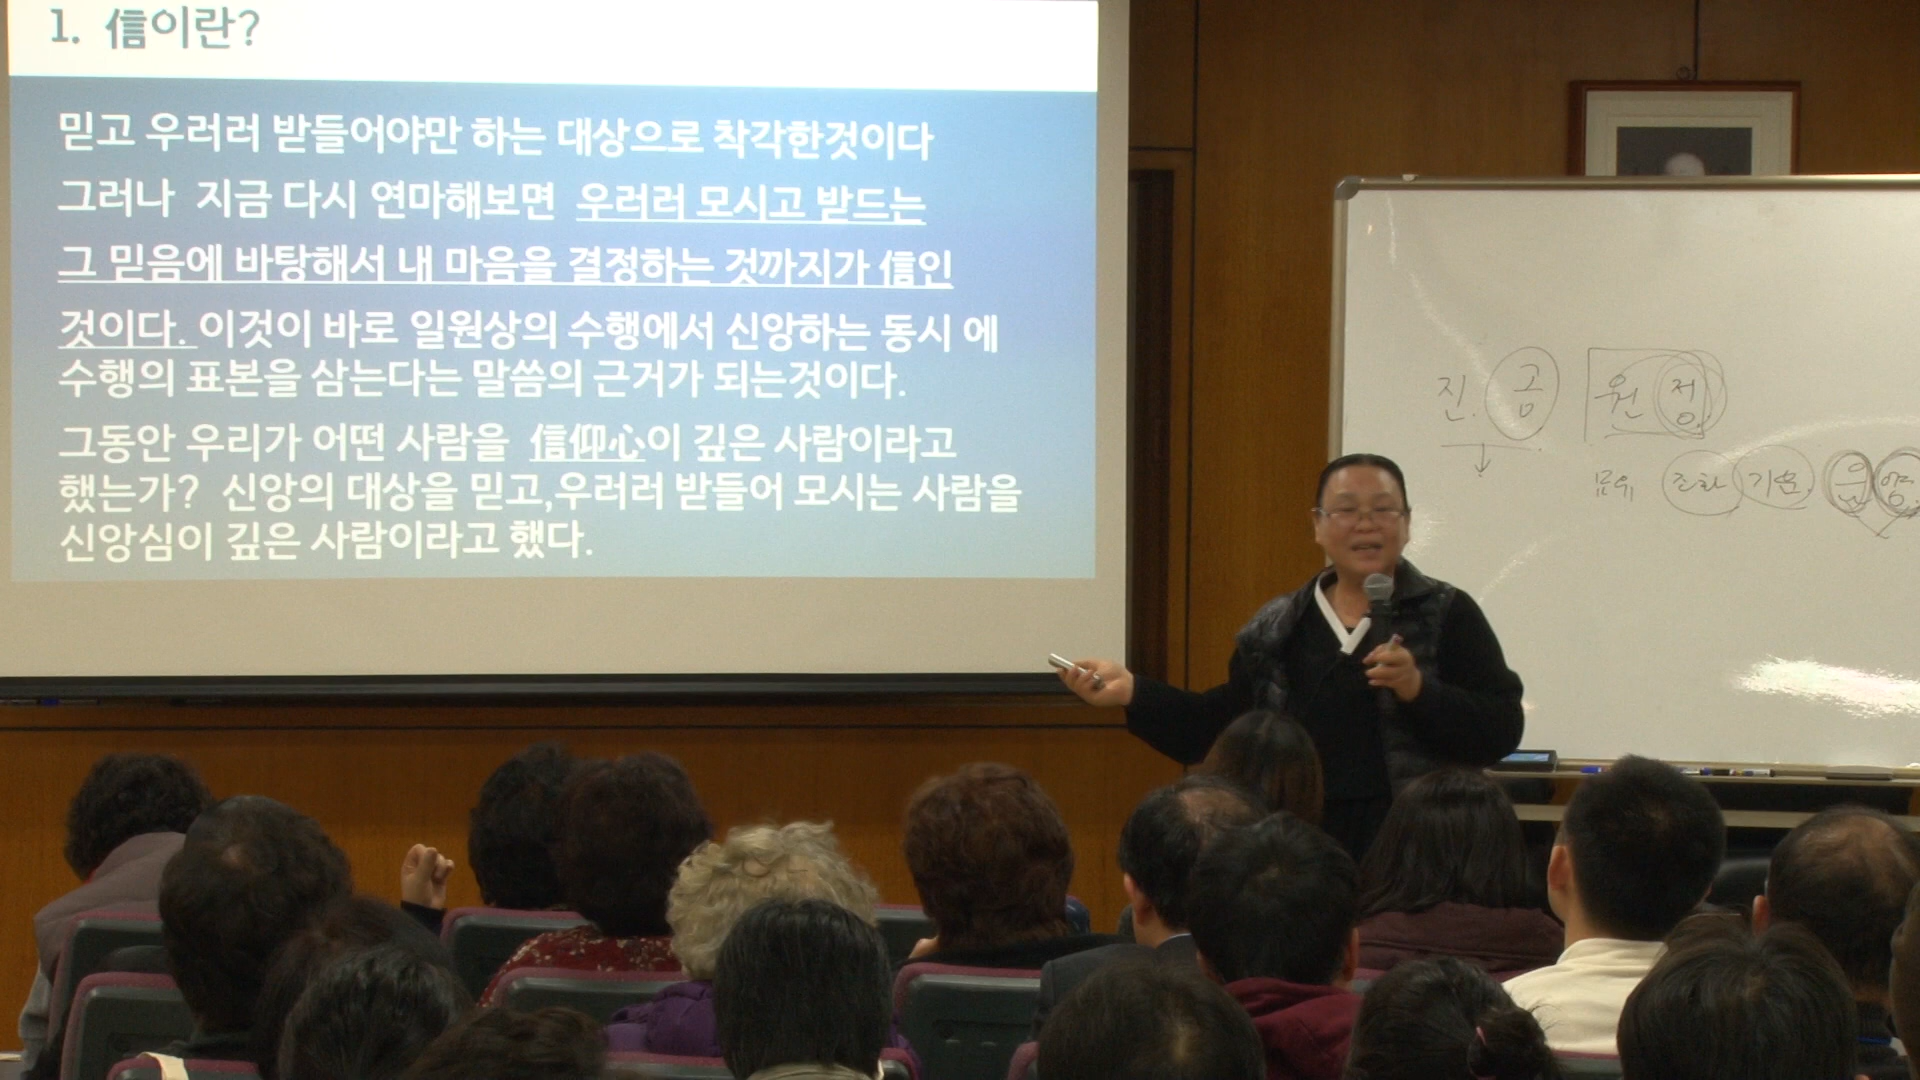 1. 信이란?
믿고 우러러 받들어야만 하는 대상으로 착각한것이다
그러나 지금 다시 연마해보면 우러러 모시고 받드는
그 믿음에 바탕해서 내 마음을 결정하는 것까지가 信인
것이다. 이것이 바로 일원상의 수행에서 신앙하는 동시 에
수행의 표본을 삼는다는 말씀의 근거가 되는것이다.
그동안 우리가 어떤 사람을 信仰心이 깊은 사람이라고
했는가? 신앙의 대상을 믿고,우러러 받들어 모시는 사람을
신앙심이 깊은 사람이라고 했다.
진. 공 원 정
조화 기운